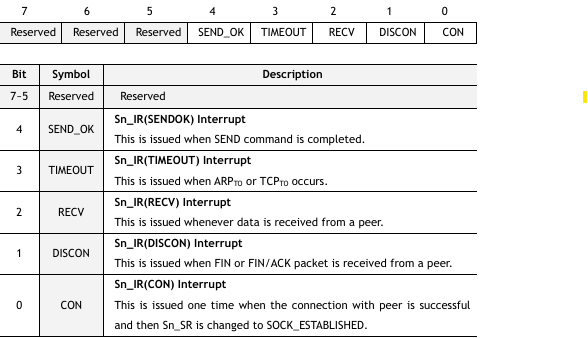 7 6 5 4 3 2 1 0
Reserved Reserved Reserved SEND_OK TIMEOUT RECV DISCON CON
Bit Symbol Description
7~5 Reserved Reserved
4 SEND_OK Sn_IR(SENDOK) Interrupt
This is issued when SEND command is completed.
3 TIMEOUT Sn_IR(TIMEOUT) Interrupt
This is issued when ARPTO or TCPTO occurs.
2 RECV Sn_IR(RECV) Interrupt
This is issued whenever data is received from a peer.
1 DISCON Sn_IR(DISCON) Interrupt
This is issued when FIN or FIN/ACK packet is received from a peer.
0 CON Sn_IR(CON) Interrupt
This is issued one time when the connection with peer is successful
and then Sn_SR is changed to SOCK_ESTABLISHED.